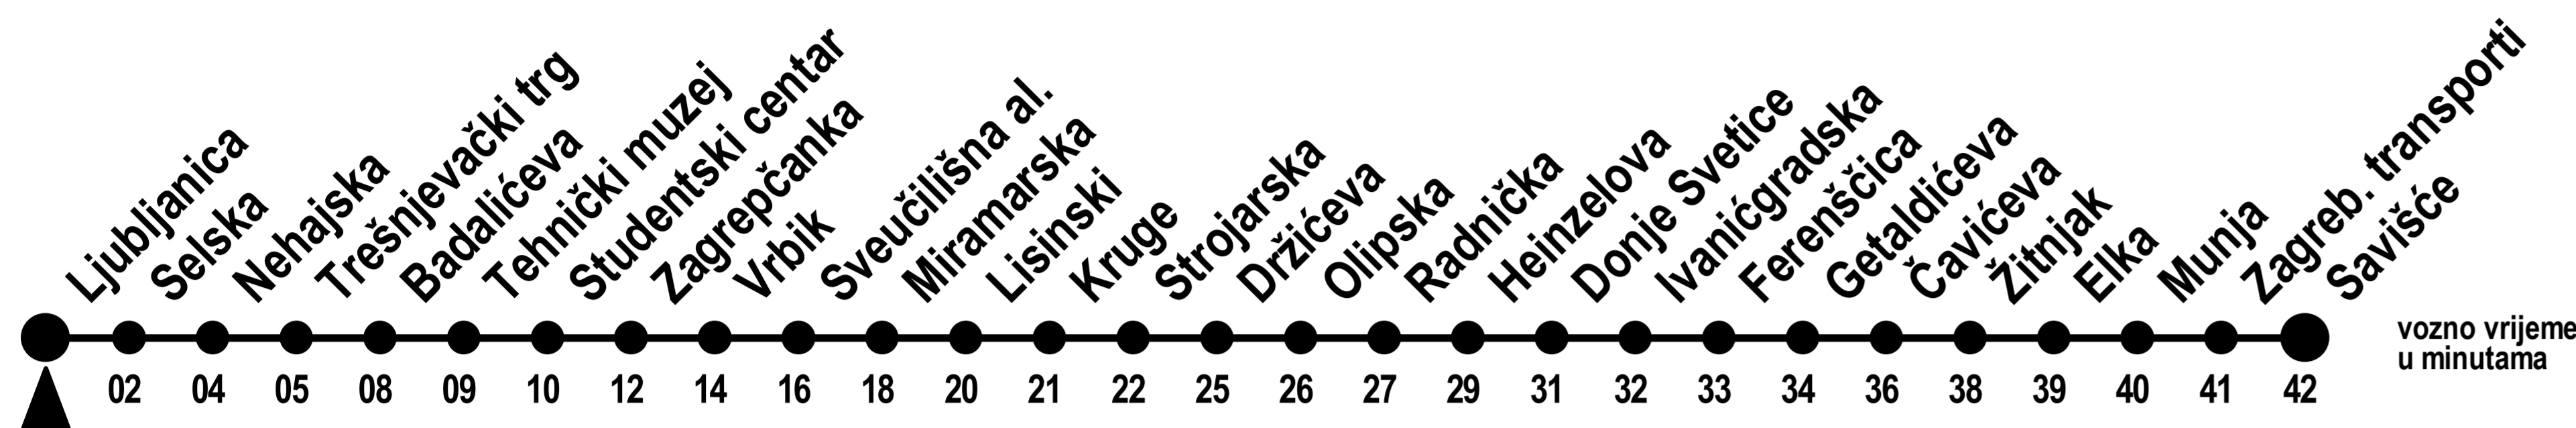 Ljubljanica
Selska
Nehajska
Trešnjevački trg
Badalićeva
Tehnički muzej
Studentski centar
Zagrepčanka
Vrbik
Sveučilišna al.
Miramarska
Lisinski
Kruge
Strojarska
Držićeva
Olipska
Radnička
Heinzelova
Donje Svetice
Ivanićgradska
Ferenščica
Getaldićeva
Čavićeva
Žitnjak
Elka
Munja
Zagreb. transporti
Savišće
02 04 05 08 09 10 12 14 16 18 20 21 22 25 26 27 29 31 32 33 34 36 38 39 40 41 42
vozno vrijeme
u minutama